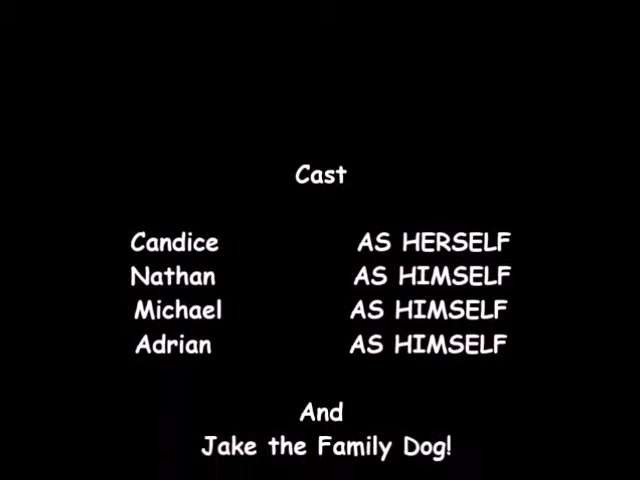 Cast
Candice AS HERSELF
Nathan AS HIMSELF
Michael AS HIMSELF
Adrian AS HIMSELF
And
Jake the Family Dog!